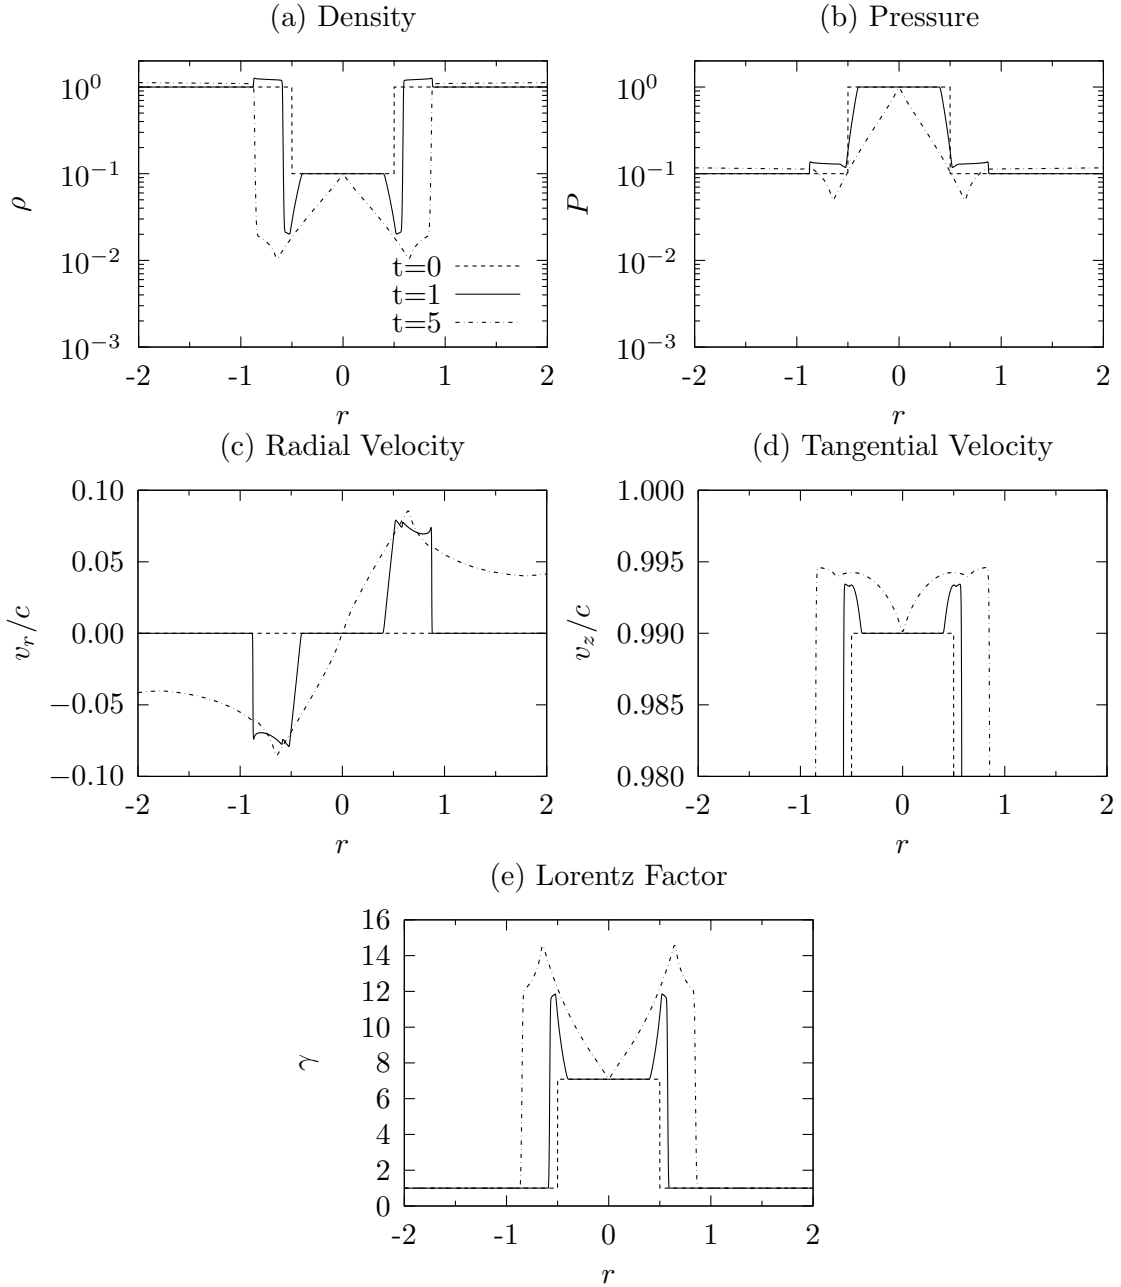 (a) Density
(b) Pressure
10⁰
10⁻¹
10⁻²
10⁻³
ρ
t=0
t=1
t=5
-2 -1 0 1 2
r
10⁰
10⁻¹
10⁻²
10⁻³
P
-2 -1 0 1 2
r
(c) Radial Velocity
(d) Tangential Velocity
0.10
0.05
0.00
−0.05
−0.10
v_r/c
-2 -1 0 1 2
r
1.000
0.995
0.990
0.985
0.980
v_z/c
-2 -1 0 1 2
r
(e) Lorentz Factor
16
14
12
10
8
6
4
2
0
γ
-2 -1 0 1 2
r